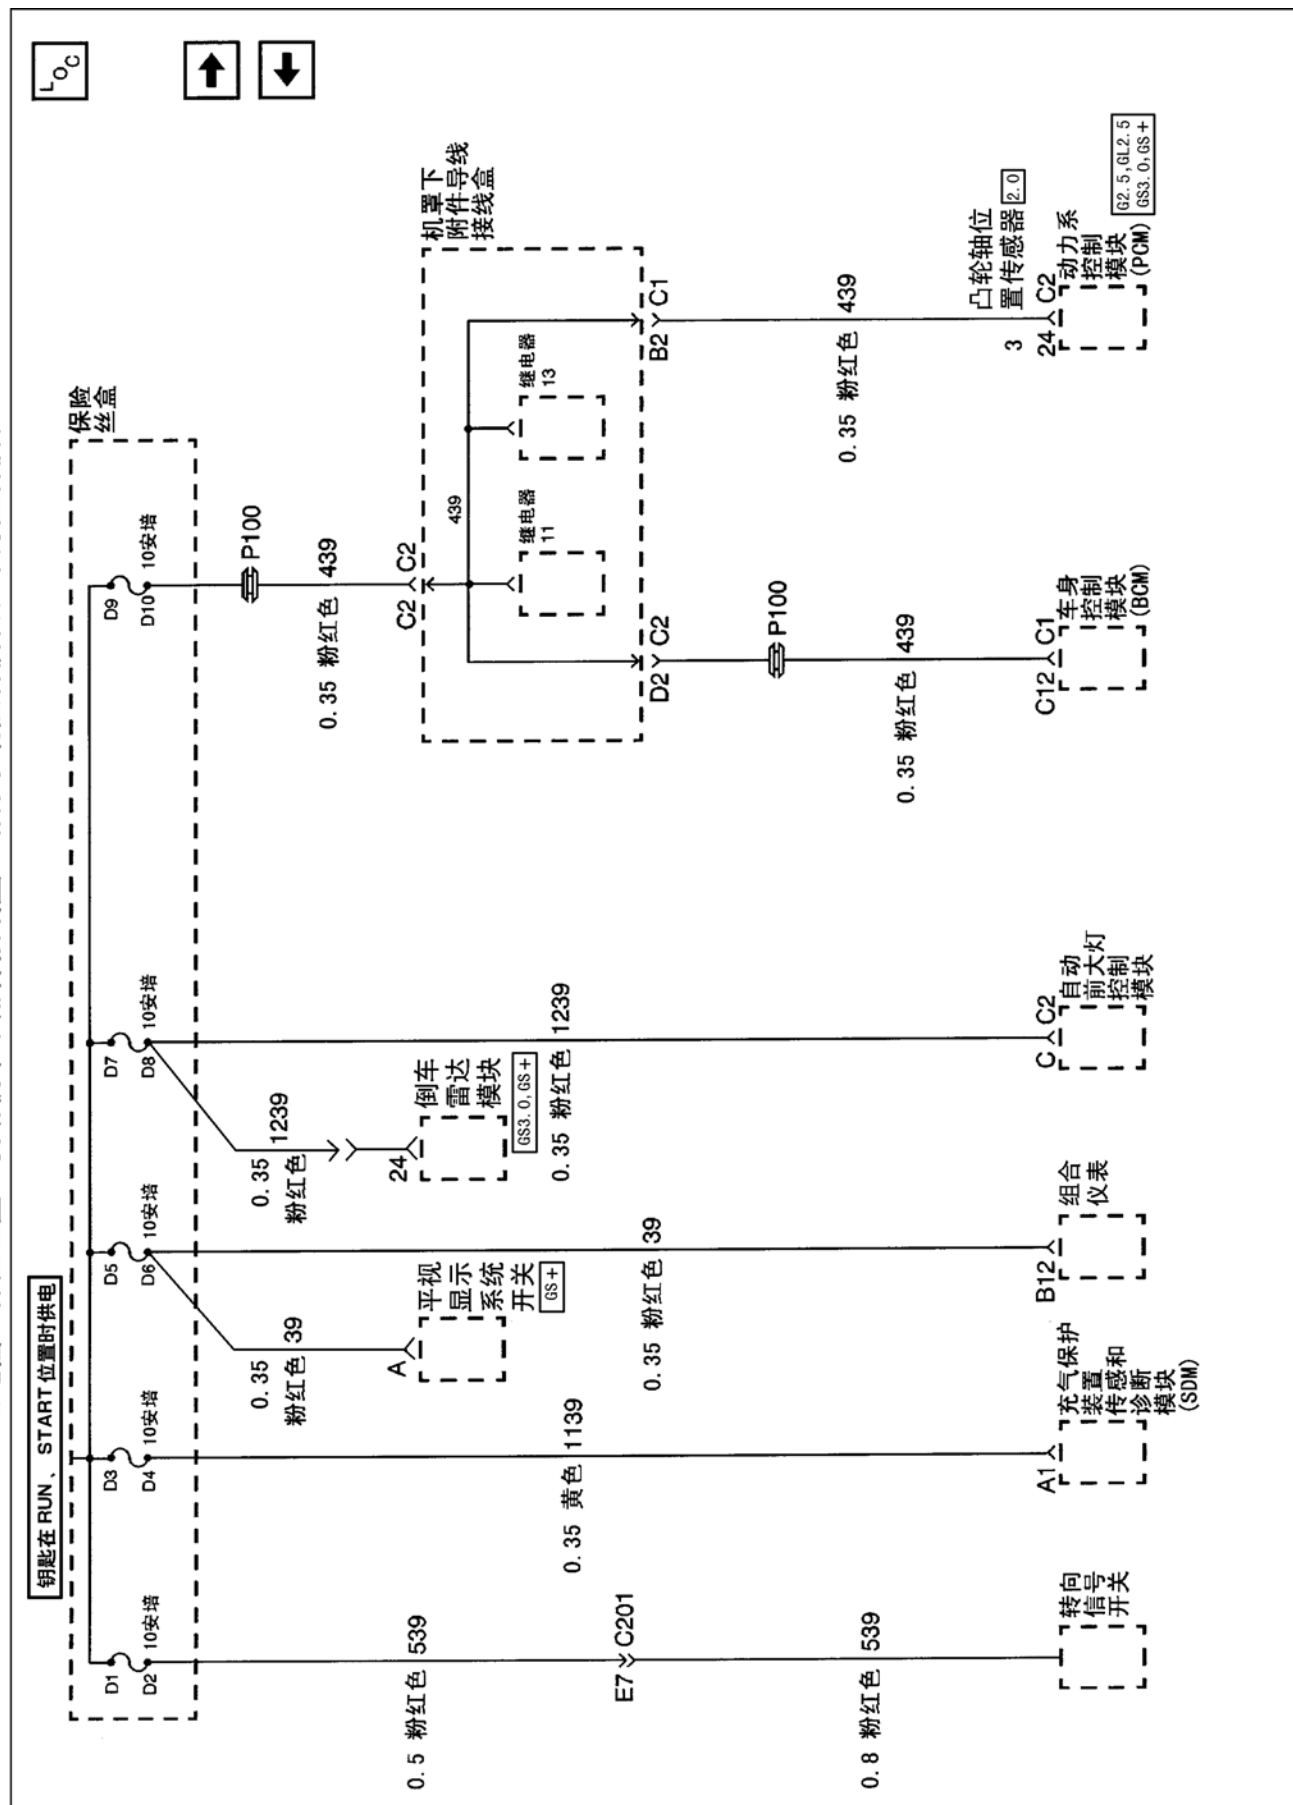 LOC
钥匙在 RUN 、 START 位置时供电
保险
丝盒
D1
D2
10安培
D3
D4
10安培
D5
D6
10安培
D7
D8
10安培
D9
D10
10安培
0.5 粉红色 539
E7 C201
0.8 粉红色 539
转向
信号
开关
0.35 黄色 1139
A1
充气保护
装置
传感和
诊断
模块
(SDM)
0.35
粉红色
39
A
平视
显示
系统
开关
GS+
0.35 粉红色 39
B12
组合
仪表
0.35
粉红色
1239
24
倒车
雷达
模块
GS3.0,GS+
0.35 粉红色 1239
C C2
自动
前大灯
控制
模块
P100
0.35 粉红色 439
C2 C2
机罩下
附件导线
接线盒
439
继电器
11
继电器
13
D2 C2
P100
0.35 粉红色 439
C12 C1
车身
控制
模块
(BCM)
B2 C1
0.35 粉红色 439
凸轮轴位
置传感器 2.0
3
24 C2
动力系
控制
模块
(PCM)
G2.5,GL2.5
GS3.0,GS+